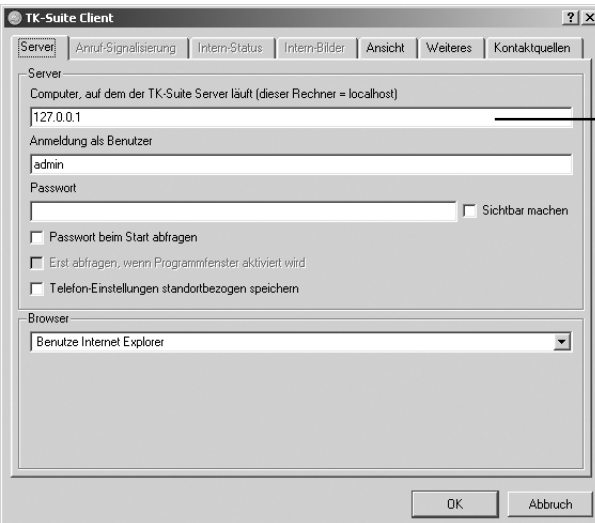 TK-Suite Client
Server Anruf-Signalisierung Intern-Status Intern-Bilder Ansicht Weiteres Kontaktquellen
Server
Computer, auf dem der TK-Suite Server läuft (dieser Rechner = localhost)
127.0.0.1
Anmeldung als Benutzer
admin
Passwort
Sichtbar machen
Passwort beim Start abfragen
Erst abfragen, wenn Programmfenster aktiviert wird
Telefon-Einstellungen standortbezogen speichern
Browser
Benutze Internet Explorer
OK Abbruch